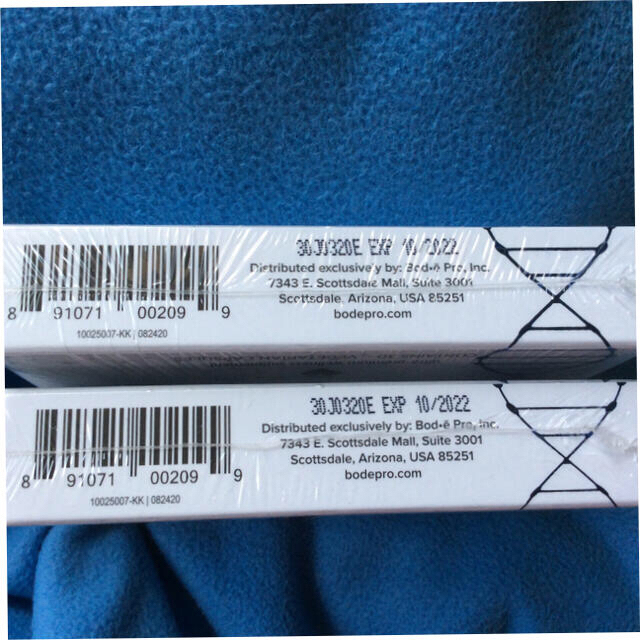 30J0320E EXP 10/2022
Distributed exclusively by: Bod•ē Pro, Inc.
7343 E. Scottsdale Mall, Suite 3001
Scottsdale, Arizona, USA 85251
bodepro.com
8 91071 00209 9
10025007-KK | 082420
30J0320E EXP 10/2022
Distributed exclusively by: Bod•ē Pro, Inc.
7343 E. Scottsdale Mall, Suite 3001
Scottsdale, Arizona, USA 85251
bodepro.com
8 91071 00209 9
10025007-KK | 082420